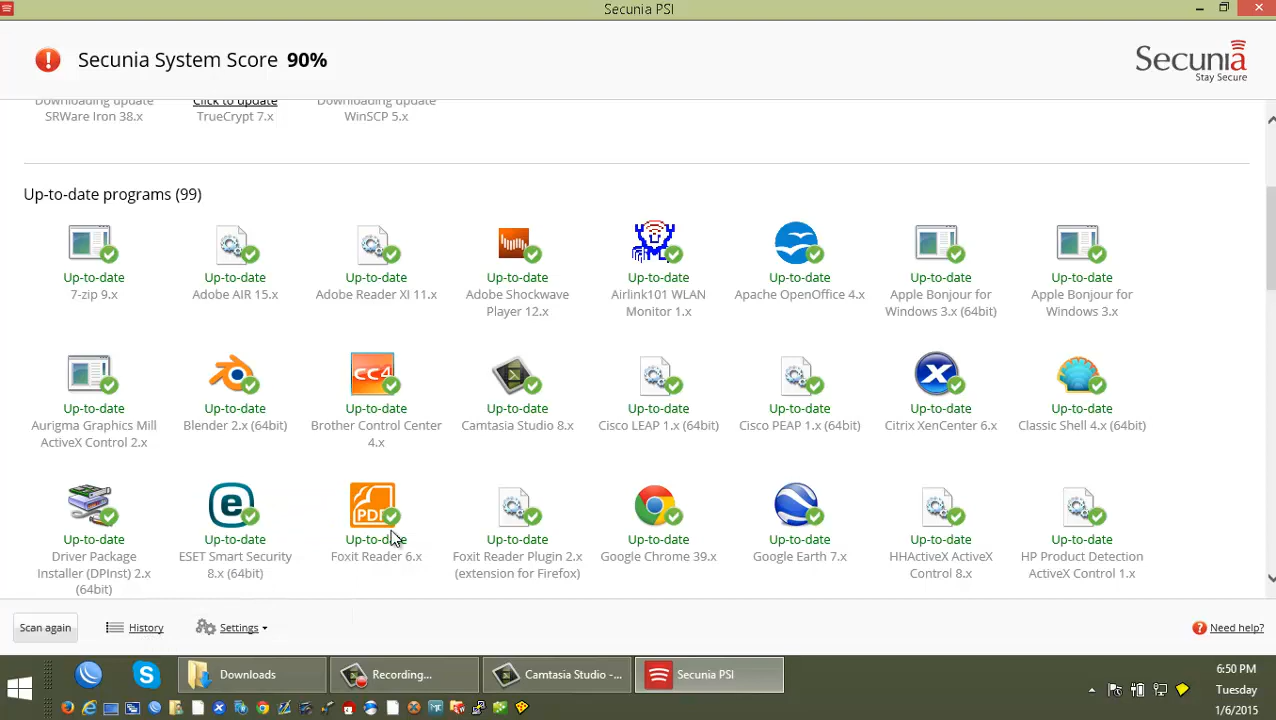 Secunia PSI
Secunia System Score 90%
Secunia
Stay Secure
Downloading update
SRWare Iron 38.x
Click to update
TrueCrypt 7.x
Downloading update
WinSCP 5.x
Up-to-date programs (99)
Up-to-date
7-zip 9.x
Up-to-date
Adobe AIR 15.x
Up-to-date
Adobe Reader XI 11.x
Up-to-date
Adobe Shockwave
Player 12.x
Up-to-date
Airlink101 WLAN
Monitor 1.x
Up-to-date
Apache OpenOffice 4.x
Up-to-date
Apple Bonjour for
Windows 3.x (64bit)
Up-to-date
Apple Bonjour for
Windows 3.x
Up-to-date
Aurigma Graphics Mill
ActiveX Control 2.x
Up-to-date
Blender 2.x (64bit)
CC4
Up-to-date
Brother Control Center
4.x
Up-to-date
Camtasia Studio 8.x
Up-to-date
Cisco LEAP 1.x (64bit)
Up-to-date
Cisco PEAP 1.x (64bit)
Up-to-date
Citrix XenCenter 6.x
Up-to-date
Classic Shell 4.x (64bit)
Up-to-date
Driver Package
Installer (DPInst) 2.x
(64bit)
Up-to-date
ESET Smart Security
8.x (64bit)
PDF
Up-to-date
Foxit Reader 6.x
Up-to-date
Foxit Reader Plugin 2.x
(extension for Firefox)
Up-to-date
Google Chrome 39.x
Up-to-date
Google Earth 7.x
Up-to-date
HHActiveX ActiveX
Control 8.x
Up-to-date
HP Product Detection
ActiveX Control 1.x
Scan again
History
Settings
Need help?
Downloads
Recording...
Camtasia Studio -...
Secunia PSI
6:50 PM
Tuesday
1/6/2015